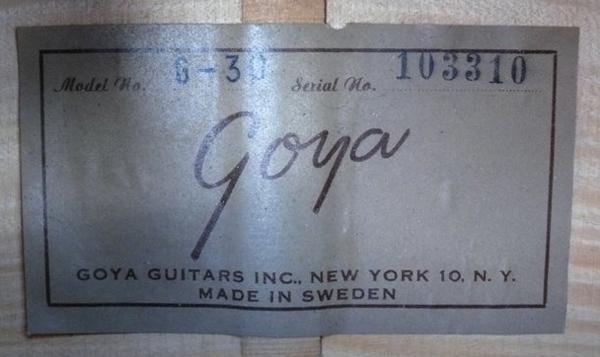 Model No. G-30 Serial No. 103310
Goya
GOYA GUITARS INC., NEW YORK 10, N. Y.
MADE IN SWEDEN